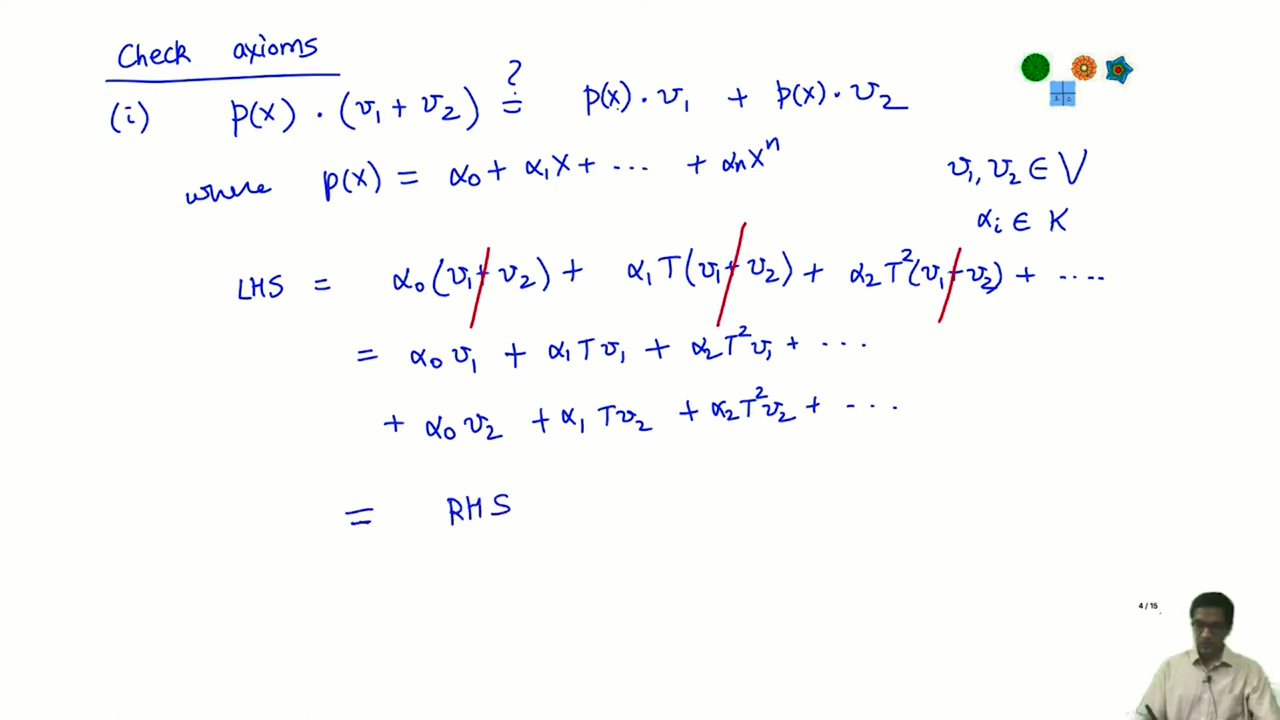 Check axioms
(i) p(X) · (v₁ + v₂) ≟ p(X) · v₁ + p(X) · v₂
where p(X) = α₀ + α₁X + ... + αₙXⁿ
v₁, v₂ ∈ V
αᵢ ∈ K
LHS = α₀(v₁ + v₂) + α₁T(v₁ + v₂) + α₂T²(v₁ + v₂) + ....
= α₀v₁ + α₁Tv₁ + α₂T²v₁ + ...
+ α₀v₂ + α₁Tv₂ + α₂T²v₂ + ...
= RHS
4 / 15